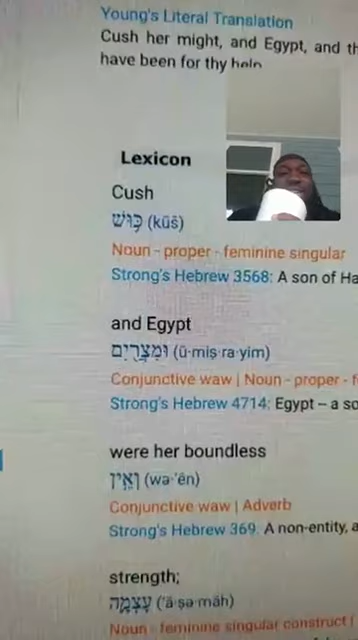 Young's Literal Translation
Cush her might, and Egypt, and th
have been for thy help
Lexicon
Cush
כּ֥וּשׁ (kūš)
Noun - proper - feminine singular
Strong's Hebrew 3568: A son of Ha
and Egypt
וּמִצְרַ֖יִם (ū·miṣ·ra·yim)
Conjunctive waw | Noun - proper - f
Strong's Hebrew 4714: Egypt – a so
were her boundless
וְאֵ֣ין (wə·'ên)
Conjunctive waw | Adverb
Strong's Hebrew 369: A non-entity, a
strength;
עָצְמָ֛ה ('ā·ṣə·māh)
Noun - feminine singular construct |